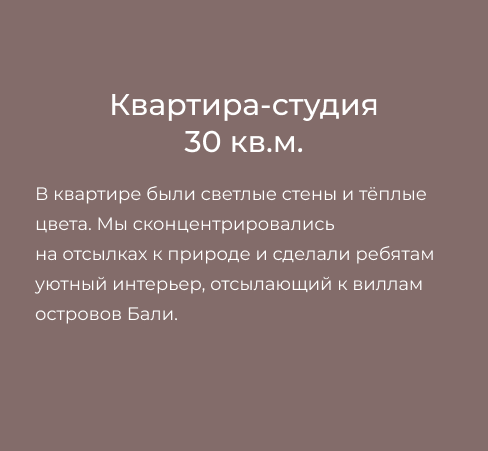 Квартира-студия
30 кв.м.
В квартире были светлые стены и тёплые
цвета. Мы сконцентрировались
на отсылках к природе и сделали ребятам
уютный интерьер, отсылающий к виллам
островов Бали.